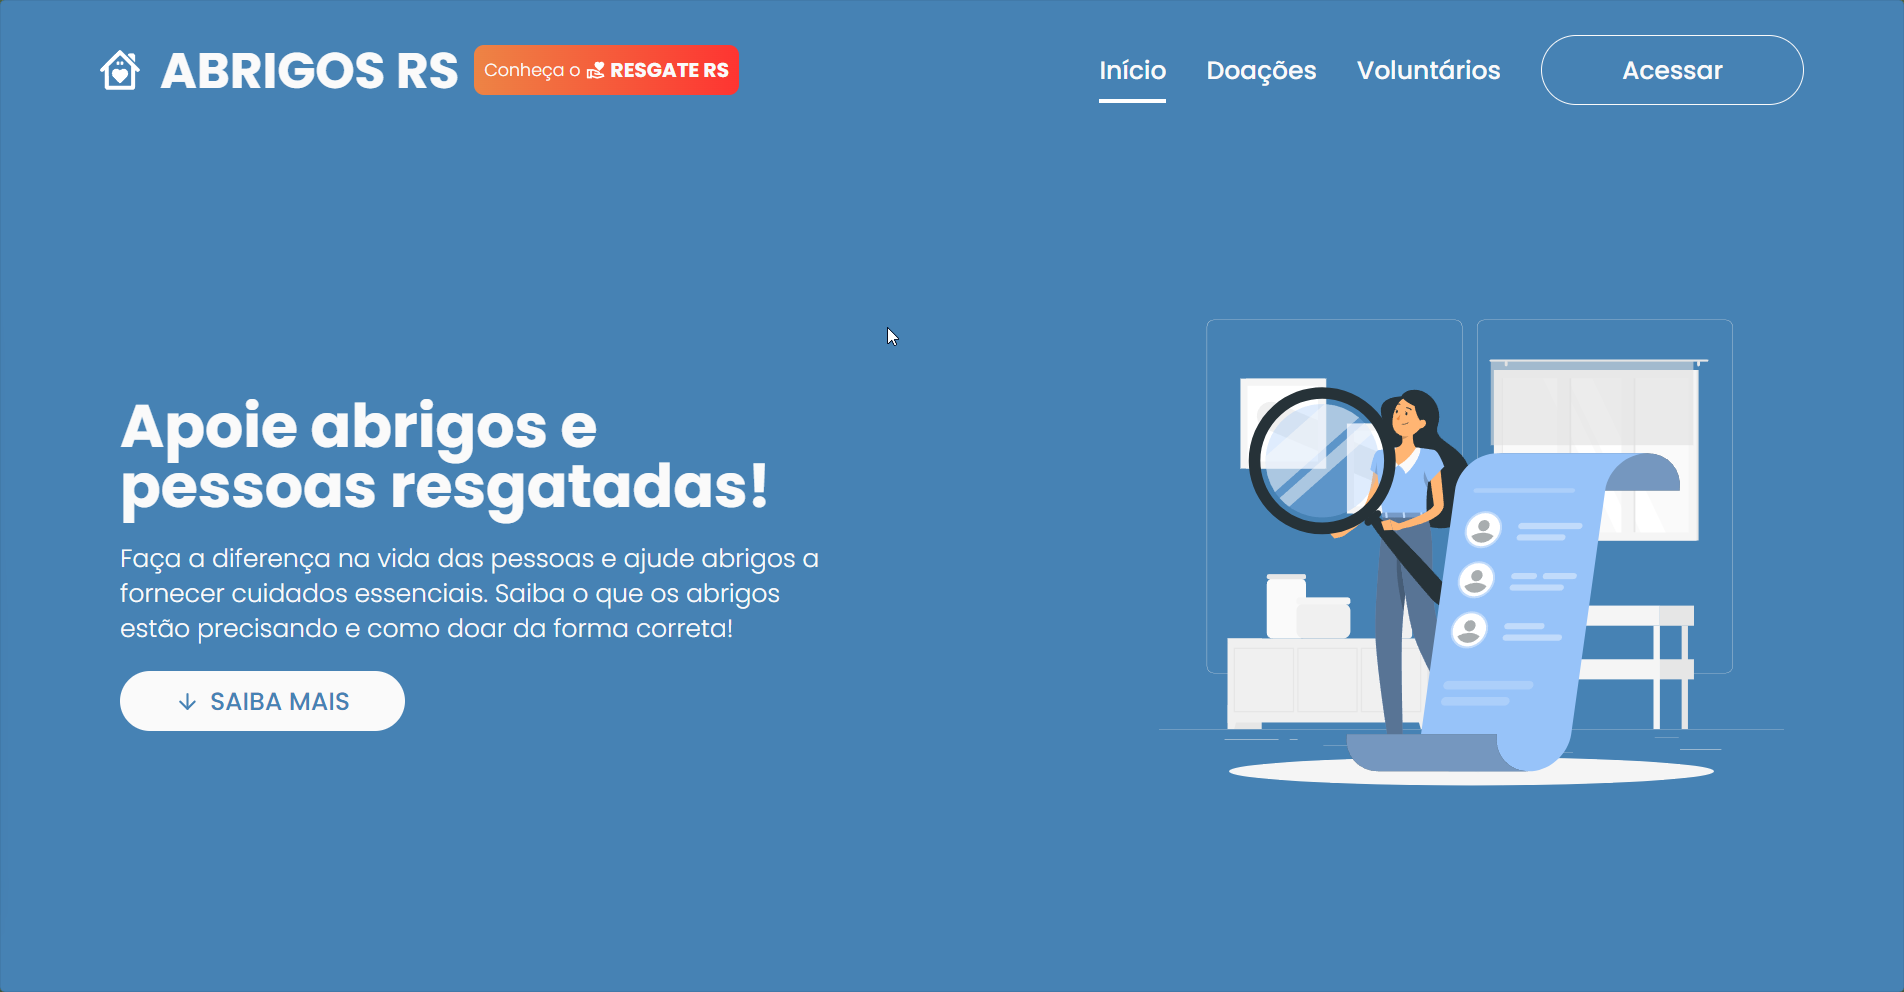 ABRIGOS RS
Conheça o RESGATE RS
Início
Doações
Voluntários
Acessar
Apoie abrigos e
pessoas resgatadas!
Faça a diferença na vida das pessoas e ajude abrigos a
fornecer cuidados essenciais. Saiba o que os abrigos
estão precisando e como doar da forma correta!
SAIBA MAIS